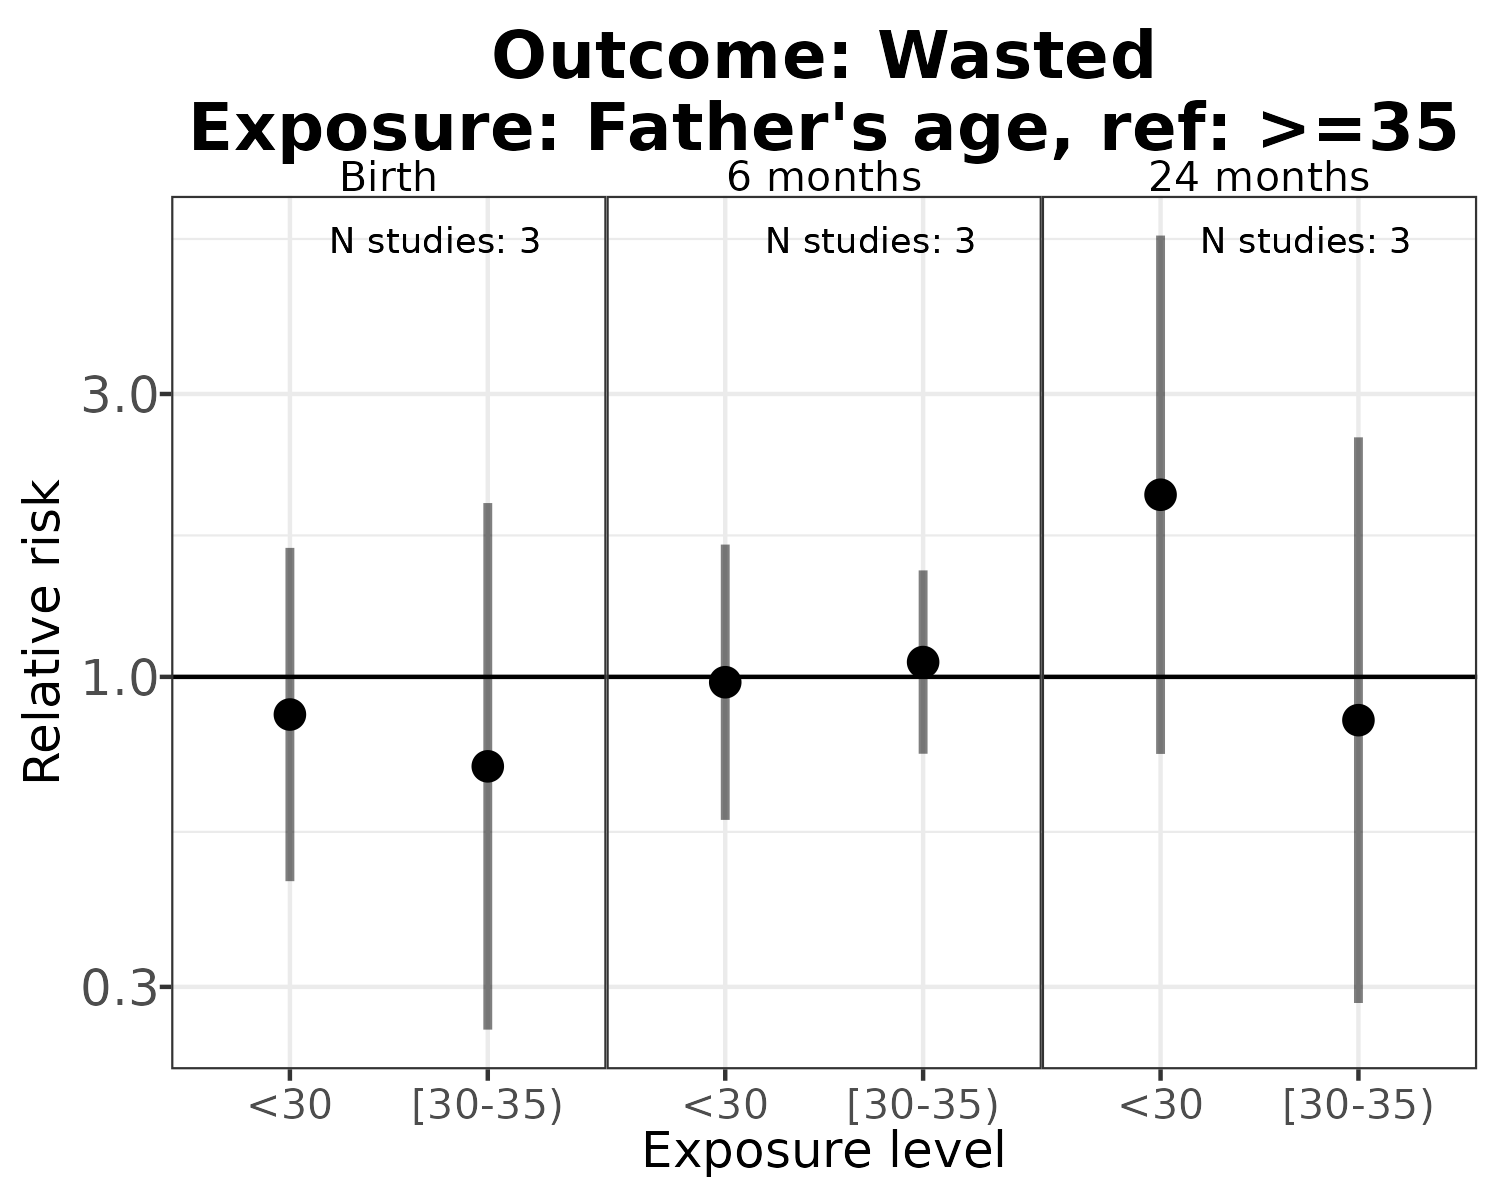 Outcome: Wasted
Exposure: Father's age, ref: >=35
Birth
6 months
24 months
N studies: 3
N studies: 3
N studies: 3
Relative risk
3.0
1.0
0.3
<30
[30-35)
<30
[30-35)
<30
[30-35)
Exposure level